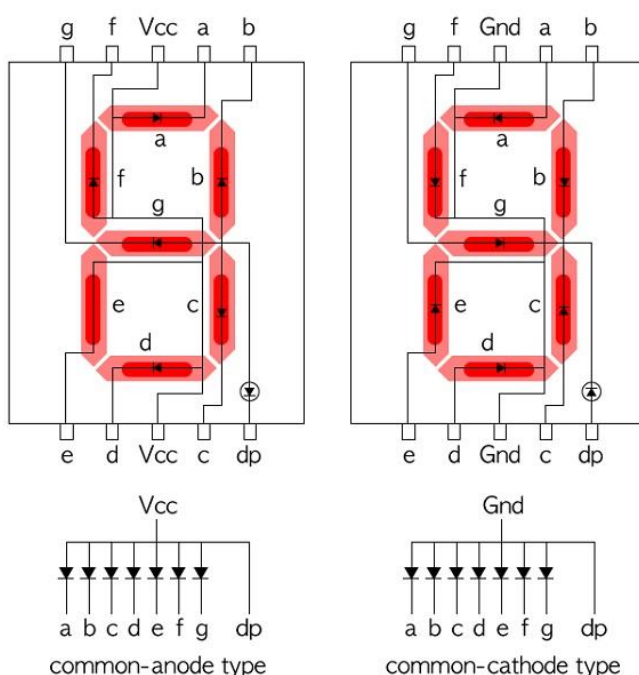 g f Vcc a b
g f Gnd a b
a
f b
g
e c
d
a
f b
g
e c
d
e d Vcc c dp
e d Gnd c dp
Vcc
Gnd
a b c d e f g dp
a b c d e f g dp
common-anode type
common-cathode type